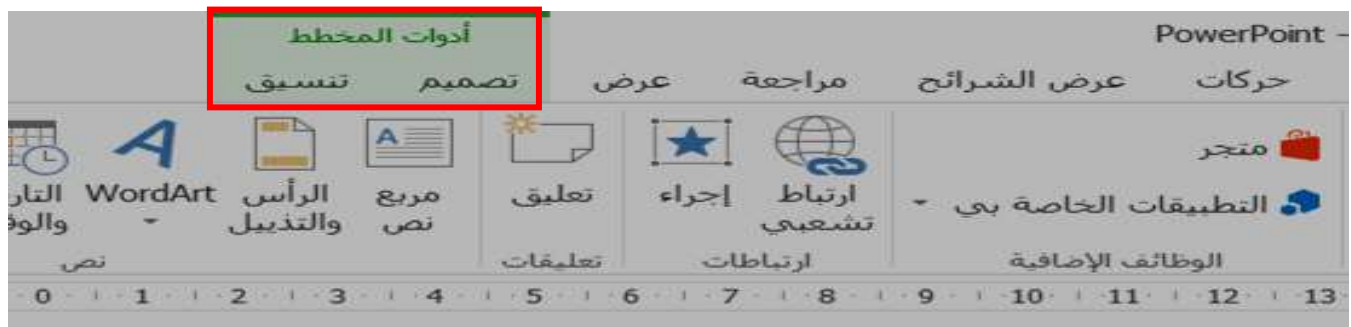 PowerPoint -
أدوات المخطط
حركات عرض الشرائح مراجعة عرض تصميم تنسيق
متجر
التطبيقات الخاصة بي
الوظائف الإضافية
ارتباط تشعبي
إجراء
ارتباطات
تعليق
تعليقات
مربع نص
الرأس والتذييل
WordArt
نص
0 1 2 3 4 5 6 7 8 9 10 11 12 13